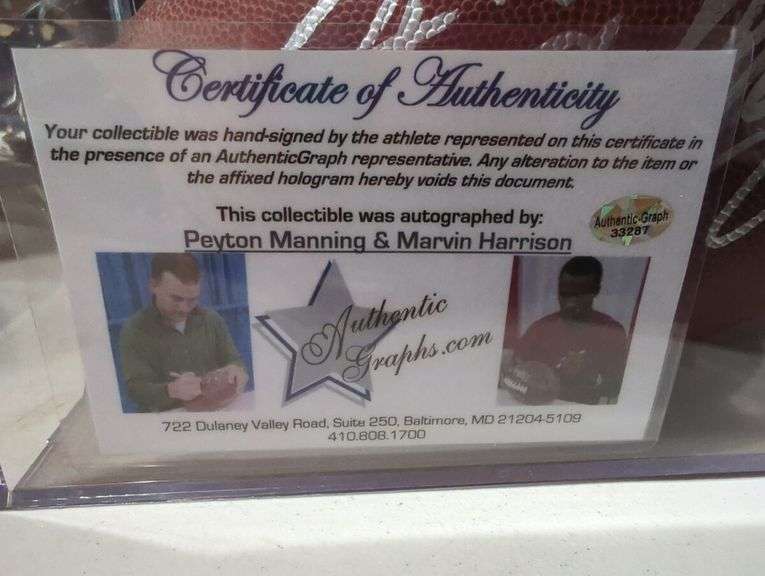 Certificate of Authenticity
Your collectible was hand-signed by the athlete represented on this certificate in
the presence of an AuthenticGraph representative. Any alteration to the item or
the affixed hologram hereby voids this document.
This collectible was autographed by:
Peyton Manning & Marvin Harrison
Authentic-Graph
33287
Authentic
Graphs.com
722 Dulaney Valley Road, Suite 250, Baltimore, MD 21204-5109
410.808.1700